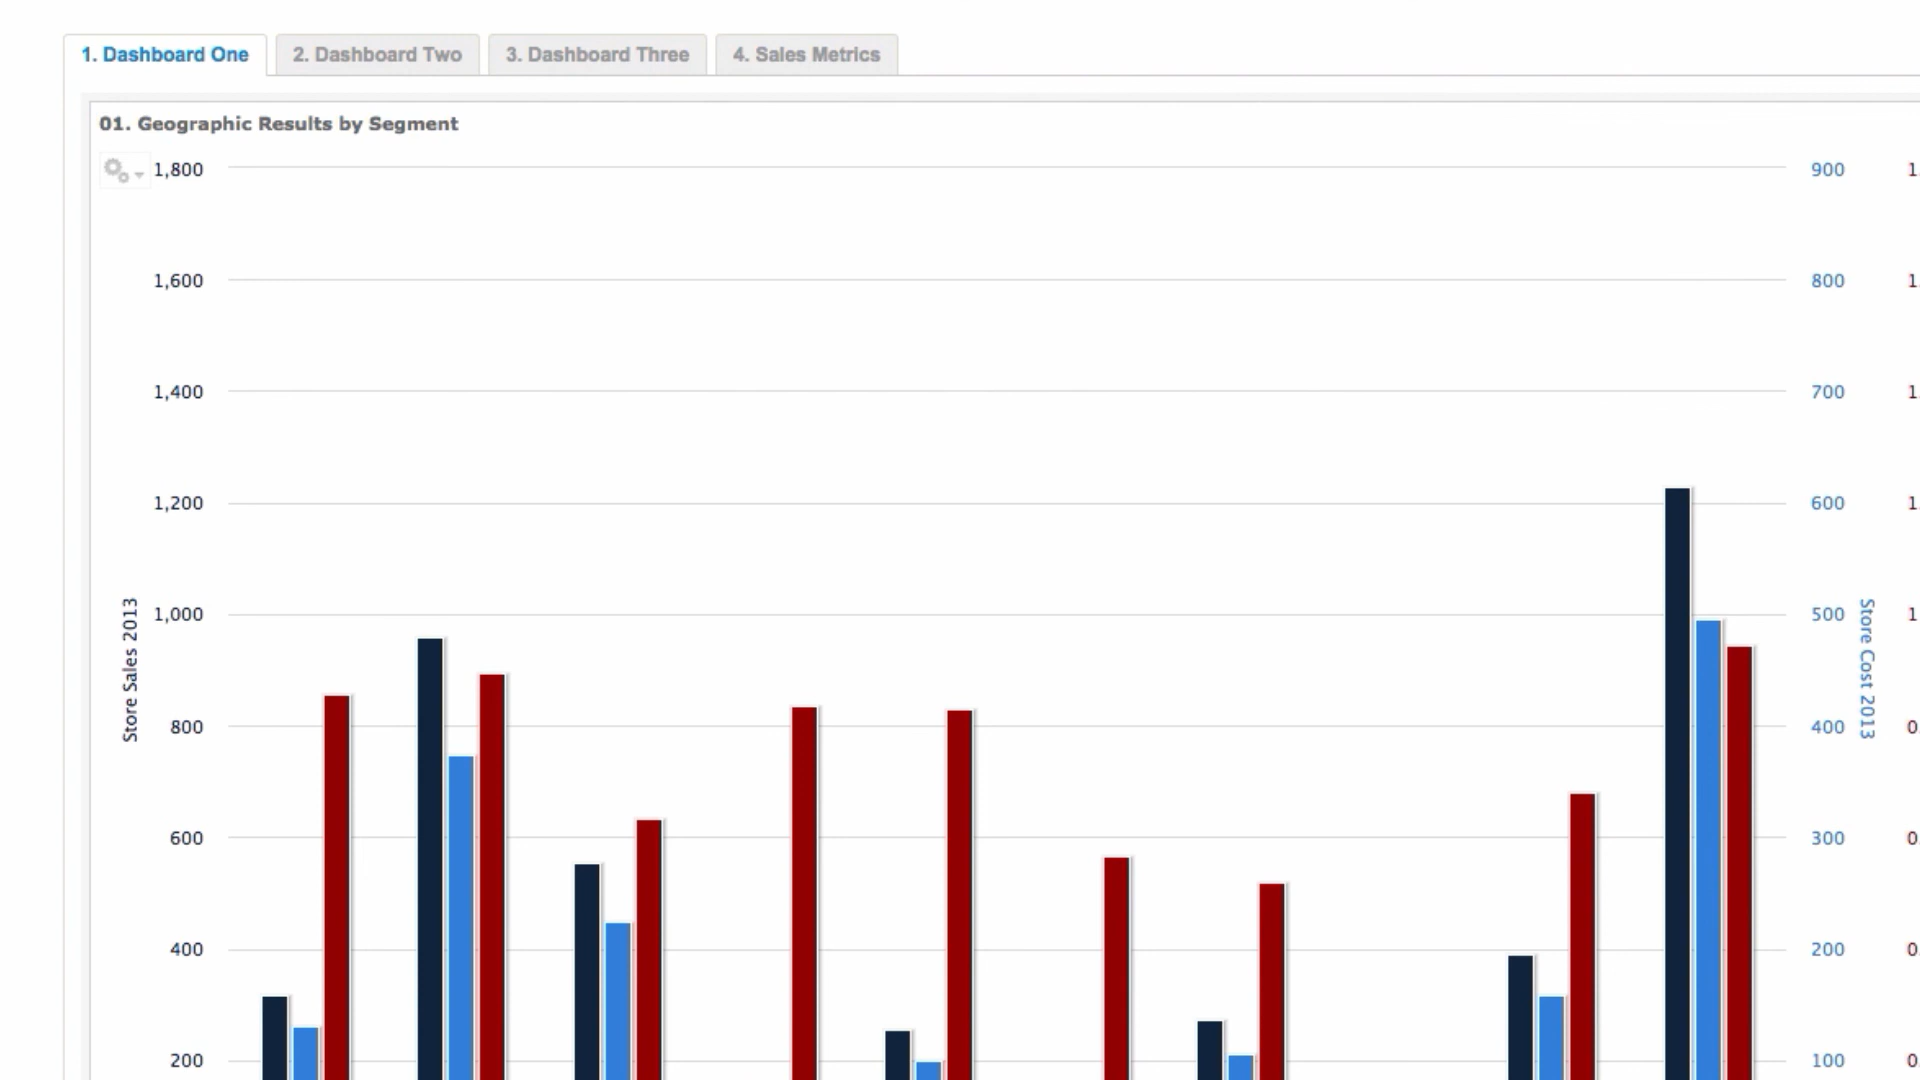 1. Dashboard One 2. Dashboard Two 3. Dashboard Three 4. Sales Metrics
01. Geographic Results by Segment
1,800 900
1,600 800
1,400 700
1,200 600
1,000 500
800 400
600 300
400 200
200 100
Store Sales 2013
Store Cost 2013